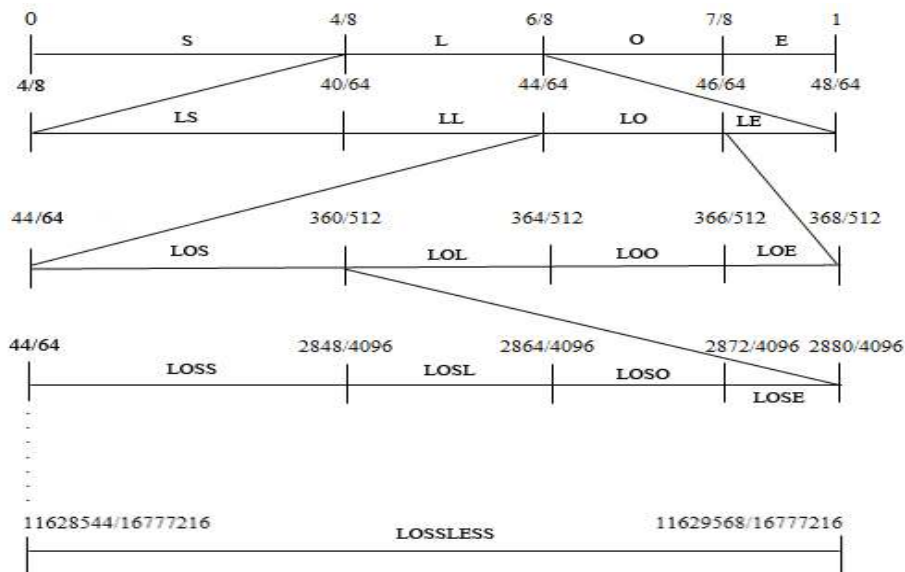 0 4/8 6/8 7/8 1
S L O E
4/8 40/64 44/64 46/64 48/64
LS LL LO LE
44/64 360/512 364/512 366/512 368/512
LOS LOL LOO LOE
44/64 2848/4096 2864/4096 2872/4096 2880/4096
LOSS LOSL LOSO LOSE
11628544/16777216 11629568/16777216
LOSSLESS